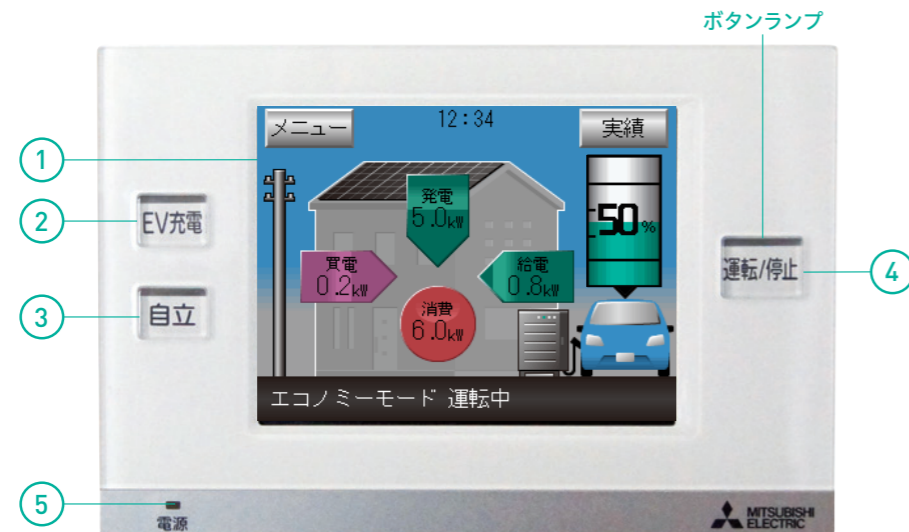 ボタンランプ
メニュー
12:34
実績
1
発電
5.0kW
2
EV充電
50%
買電
0.2kW
給電
0.8kW
運転/停止
4
3
自立
消費
6.0kW
エコノミーモード 運転中
5
電源
MITSUBISHI
ELECTRIC